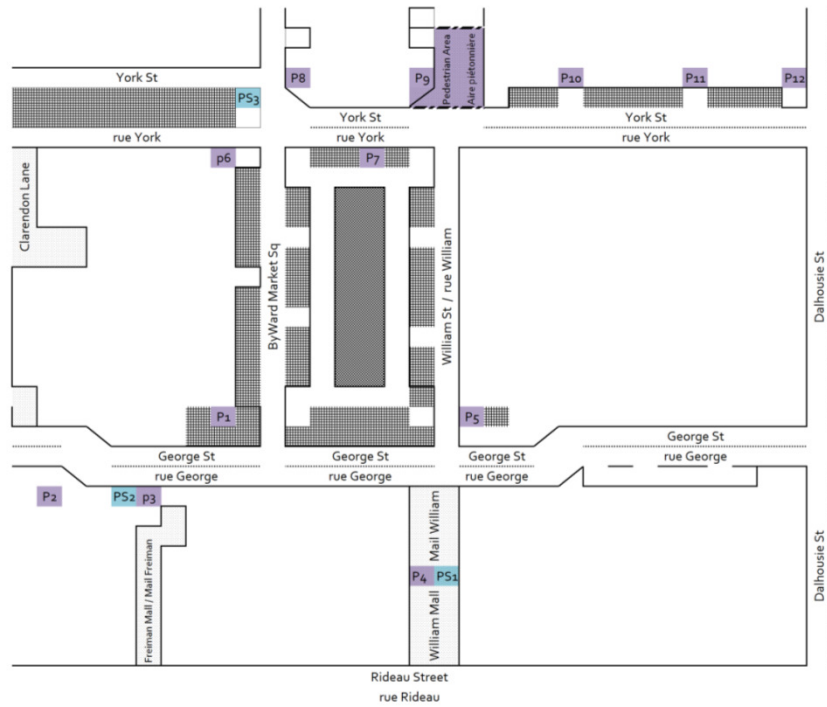 P8
P9
Pedestrian Area
Aire piétonnière
P10
P11
P12
York St
PS3
York St
York St
rue York
rue York
rue York
p6
P7
Clarendon Lane
ByWard Market Sq
William St / rue William
Dalhousie St
P1
P5
George St
George St
George St
George St
rue George
rue George
rue George
rue George
P2
PS2
p3
Mail William
Freiman Mall / Mail Freiman
P4
PS1
William Mall
Dalhousie St
Rideau Street
rue Rideau